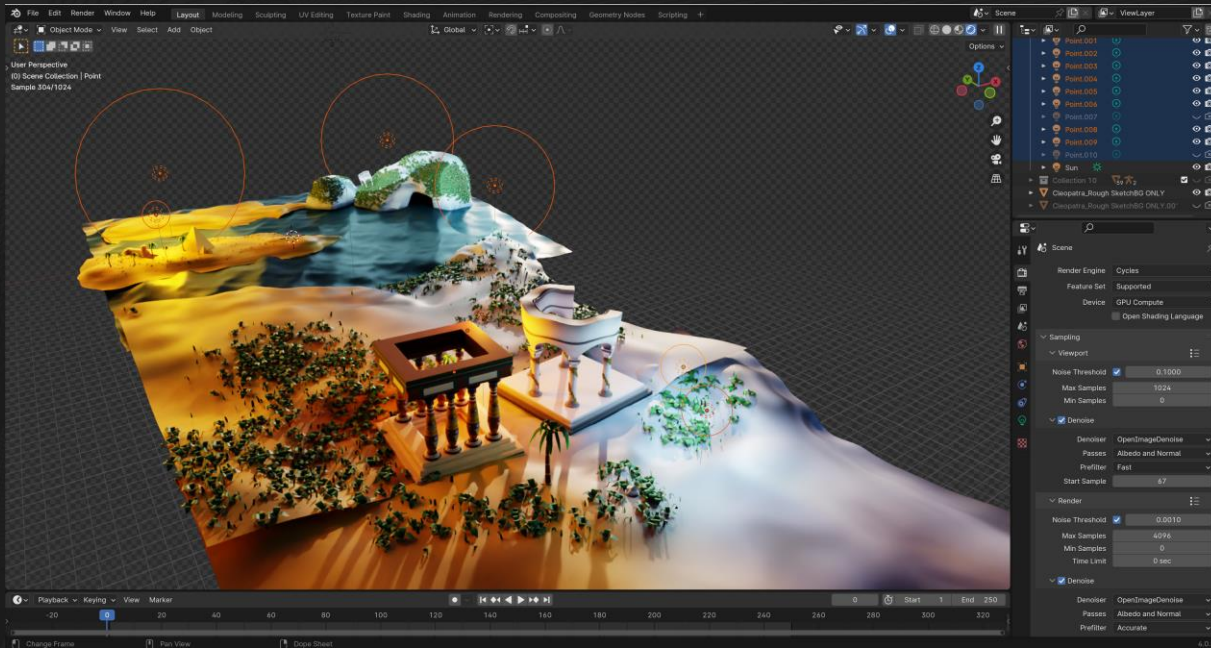 File Edit Render Window Help Layout Modeling Sculpting UV Editing Texture Paint Shading Animation Rendering Compositing Geometry Nodes Scripting + Scene ViewLayer
Object Mode View Select Add Object Global
Options
User Perspective
(0) Scene Collection | Point
Sample 304/1024
Point.001
Point.002
Point.003
Point.004
Point.005
Point.006
Point.007
Point.008
Point.009
Point.010
Sun
Collection 10
Cleopatra_Rough SketchBG ONLY
Cleopatra_Rough SketchBG ONLY.00
Scene
Render Engine Cycles
Feature Set Supported
Device GPU Compute
Open Shading Language
Sampling
Viewport
Noise Threshold 0.1000
Max Samples 1024
Min Samples 0
Denoise
Denoiser OpenImageDenoise
Passes Albedo and Normal
Prefilter Fast
Start Sample 67
Render
Noise Threshold 0.0010
Max Samples 4096
Min Samples 0
Time Limit 0 sec
Denoise
Denoiser OpenImageDenoise
Passes Albedo and Normal
Prefilter Accurate
Playback Keying View Marker 0 Start 1 End 250
-20 0 20 40 60 80 100 120 140 160 180 200 220 240 260 280 300 320
Change Frame Pan View Dope Sheet 4.0